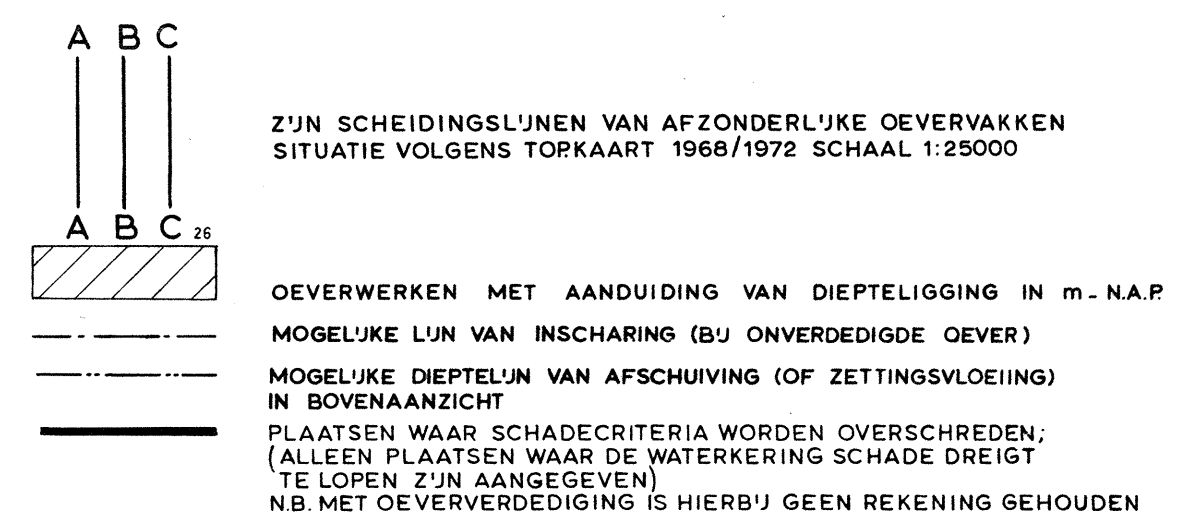 A B C
ZIJN SCHEIDINGSLIJNEN VAN AFZONDERLIJKE OEVERVAKKEN
SITUATIE VOLGENS TOP.KAART 1968/1972 SCHAAL 1:25000
A B C 26
OEVERWERKEN MET AANDUIDING VAN DIEPTELIGGING IN m - N.A.P.
MOGELIJKE LIJN VAN INSCHARING (BIJ ONVERDEDIGDE OEVER)
MOGELIJKE DIEPTELIJN VAN AFSCHUIVING (OF ZETTINGSVLOEIING)
IN BOVENAANZICHT
PLAATSEN WAAR SCHADECRITERIA WORDEN OVERSCHREDEN;
(ALLEEN PLAATSEN WAAR DE WATERKERING SCHADE DREIGT
TE LOPEN ZIJN AANGEGEVEN)
N.B. MET OEVERVERDEDIGING IS HIERBIJ GEEN REKENING GEHOUDEN